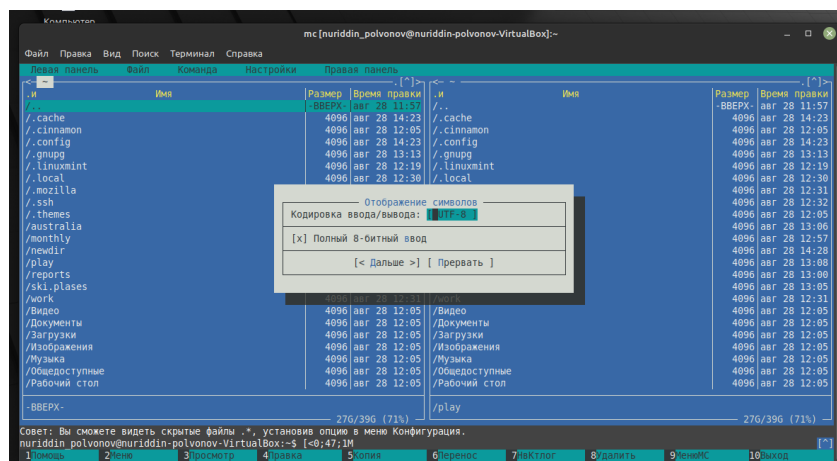 Компьютер
mc [nuriddin_polvonov@nuriddin-polvonov-VirtualBox]:~
Файл Правка Вид Поиск Терминал Справка
Левая панель Файл Команда Настройки Правая панель
<— ~ .[^]> <— ~ .[^]>
.и Имя Размер Время правки .и Имя Размер Время правки
/.. -ВВЕРХ- авг 28 11:57 /.. -ВВЕРХ- авг 28 11:57
/.cache 4096 авг 28 14:23 /.cache 4096 авг 28 14:23
/.cinnamon 4096 авг 28 12:05 /.cinnamon 4096 авг 28 12:05
/.config 4096 авг 28 14:23 /.config 4096 авг 28 14:23
/.gnupg 4096 авг 28 13:13 /.gnupg 4096 авг 28 13:13
/.linuxmint 4096 авг 28 12:19 /.linuxmint 4096 авг 28 12:19
/.local 4096 авг 28 12:30 /.local 4096 авг 28 12:30
/.mozilla 4096 авг 28 12:31
/.ssh Отображение символов 4096 авг 28 12:32
/.themes Кодировка ввода/вывода: [ UTF-8 ] 4096 авг 28 12:05
/australia 4096 авг 28 13:06
/monthly [x] Полный 8-битный ввод 4096 авг 28 12:57
/newdir 4096 авг 28 14:28
/play [< Дальше >] [ Прервать ] 4096 авг 28 13:08
/reports 4096 авг 28 13:00
/ski.plases 4096 авг 28 13:05
/work 4096 авг 28 12:31 /work 4096 авг 28 12:31
/Видео 4096 авг 28 12:05 /Видео 4096 авг 28 12:05
/Документы 4096 авг 28 12:05 /Документы 4096 авг 28 12:05
/Загрузки 4096 авг 28 12:05 /Загрузки 4096 авг 28 12:05
/Изображения 4096 авг 28 12:05 /Изображения 4096 авг 28 12:05
/Музыка 4096 авг 28 12:05 /Музыка 4096 авг 28 12:05
/Общедоступные 4096 авг 28 12:05 /Общедоступные 4096 авг 28 12:05
/Рабочий стол 4096 авг 28 12:05 /Рабочий стол 4096 авг 28 12:05
-ВВЕРХ- /play
27G/39G (71%) 27G/39G (71%)
Совет: Вы сможете видеть скрытые файлы .*, установив опцию в меню Конфигурация.
nuriddin_polvonov@nuriddin-polvonov-VirtualBox:~$ [<0;47;1M [^]
1Помощь 2Меню 3Просмотр 4Правка 5Копия 6Перенос 7НвКтлог 8Удалить 9МенюМС 10Выход